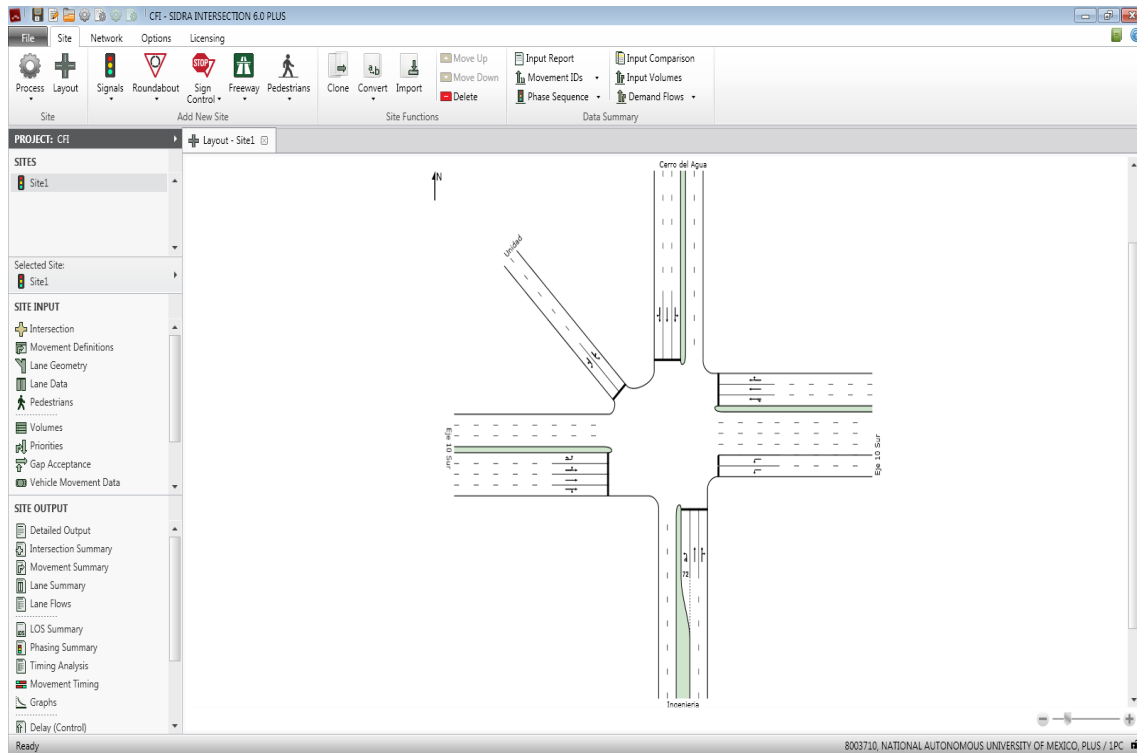 CFI - SIDRA INTERSECTION 6.0 PLUS
File Site Network Options Licensing
Process Layout Signals Roundabout Sign Control Freeway Pedestrians Clone Convert Import
STOP
a,b
Move Up
Move Down
Delete
Input Report
Movement IDs
Phase Sequence
Input Comparison
Input Volumes
Demand Flows
Site Add New Site Site Functions Data Summary
PROJECT: CFI
Layout - Site1
SITES
Site1
Selected Site:
Site1
SITE INPUT
Intersection
Movement Definitions
Lane Geometry
Lane Data
Pedestrians
Volumes
Priorities
Gap Acceptance
Vehicle Movement Data
SITE OUTPUT
Detailed Output
Intersection Summary
Movement Summary
Lane Summary
Lane Flows
LOS Summary
Phasing Summary
Timing Analysis
Movement Timing
Graphs
Delay (Control)
N
Cerro del Agua
Unidad
Eje 10 Sur
Eje 10 Sur
72
Ingenieria
Ready
8003710, NATIONAL AUTONOMOUS UNIVERSITY OF MEXICO, PLUS / 1PC